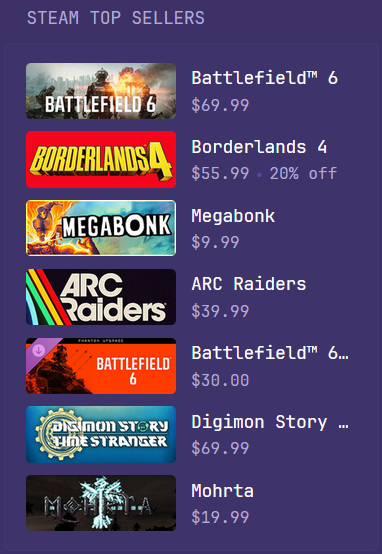 STEAM TOP SELLERS
BATTLEFIELD 6
Battlefield™ 6
$69.99
BORDERLANDS 4
Borderlands 4
$55.99 • 20% off
MEGABONK
Megabonk
$9.99
ARC
Raiders
ARC Raiders
$39.99
PHANTOM UPGRADE
BATTLEFIELD
6
Battlefield™ 6…
$30.00
DIGIMON STORY
TIME STRANGER
Digimon Story …
$69.99
MOHRTA
Mohrta
$19.99